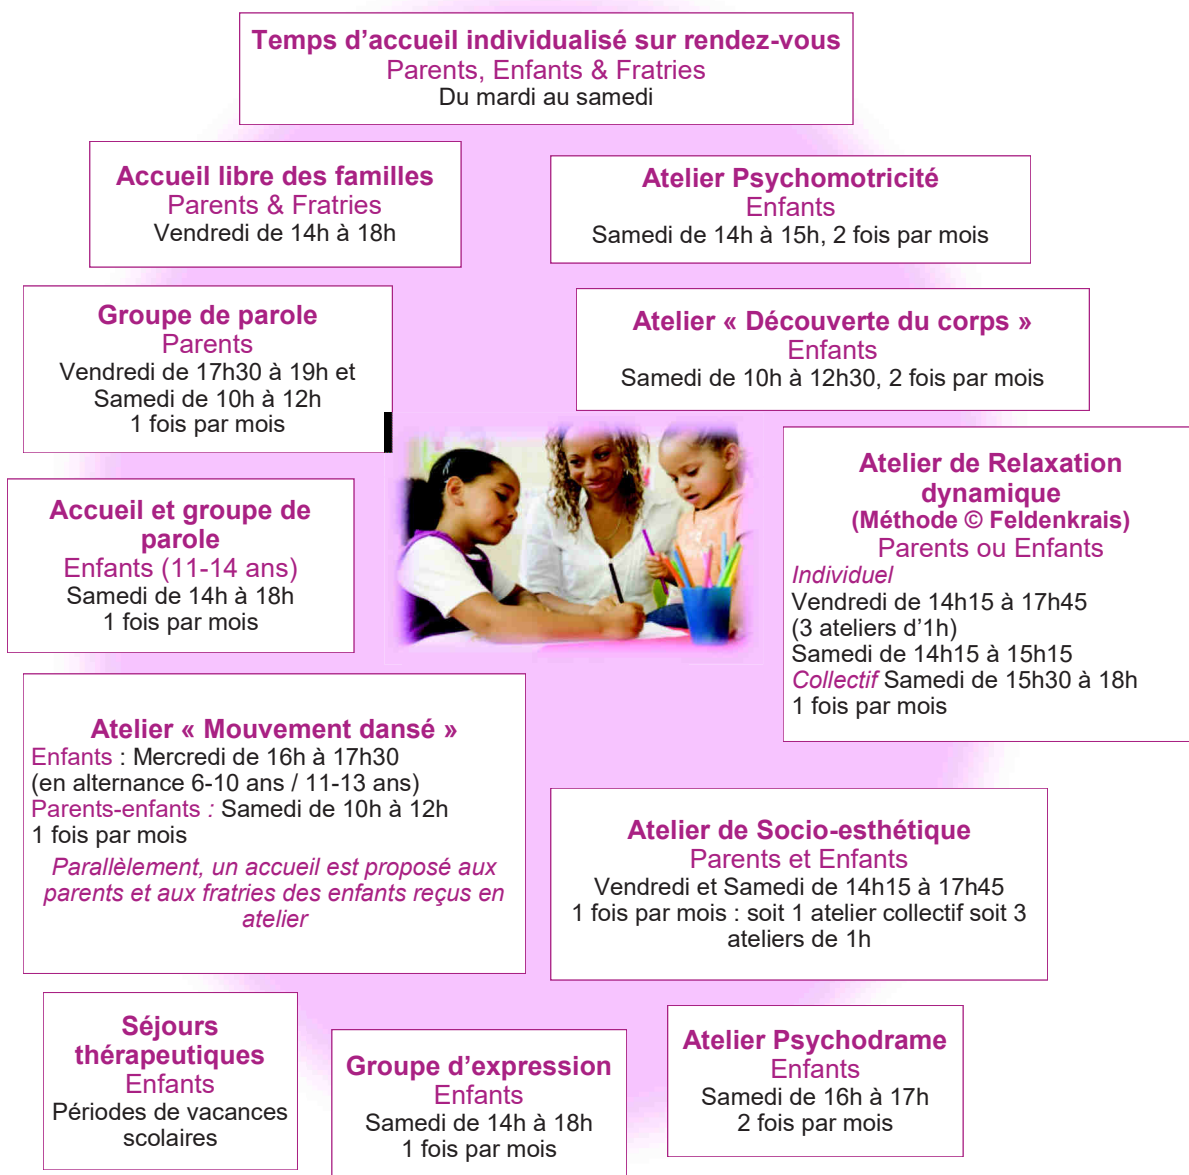 Temps d’accueil individualisé sur rendez-vous
Parents, Enfants & Fratries
Du mardi au samedi
Accueil libre des familles
Parents & Fratries
Vendredi de 14h à 18h
Atelier Psychomotricité
Enfants
Samedi de 14h à 15h, 2 fois par mois
Groupe de parole
Parents
Vendredi de 17h30 à 19h et
Samedi de 10h à 12h
1 fois par mois
Atelier « Découverte du corps »
Enfants
Samedi de 10h à 12h30, 2 fois par mois
Accueil et groupe de
parole
Enfants (11-14 ans)
Samedi de 14h à 18h
1 fois par mois
Atelier de Relaxation
dynamique
(Méthode © Feldenkrais)
Parents ou Enfants
Individuel
Vendredi de 14h15 à 17h45
(3 ateliers d’1h)
Samedi de 14h15 à 15h15
Collectif Samedi de 15h30 à 18h
1 fois par mois
Atelier « Mouvement dansé »
Enfants : Mercredi de 16h à 17h30
(en alternance 6-10 ans / 11-13 ans)
Parents-enfants : Samedi de 10h à 12h
1 fois par mois
Parallèlement, un accueil est proposé aux
parents et aux fratries des enfants reçus en
atelier
Atelier de Socio-esthétique
Parents et Enfants
Vendredi et Samedi de 14h15 à 17h45
1 fois par mois : soit 1 atelier collectif soit 3
ateliers de 1h
Séjours
thérapeutiques
Enfants
Périodes de vacances
scolaires
Groupe d’expression
Enfants
Samedi de 14h à 18h
1 fois par mois
Atelier Psychodrame
Enfants
Samedi de 16h à 17h
2 fois par mois